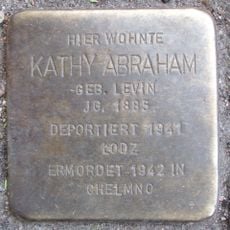 HIER WOHNTE
KATHY ABRAHAM
GEB. LEVIN
JG. 1885
DEPORTIERT 1941
LODZ
ERMORDET 1942 IN
CHELMNO